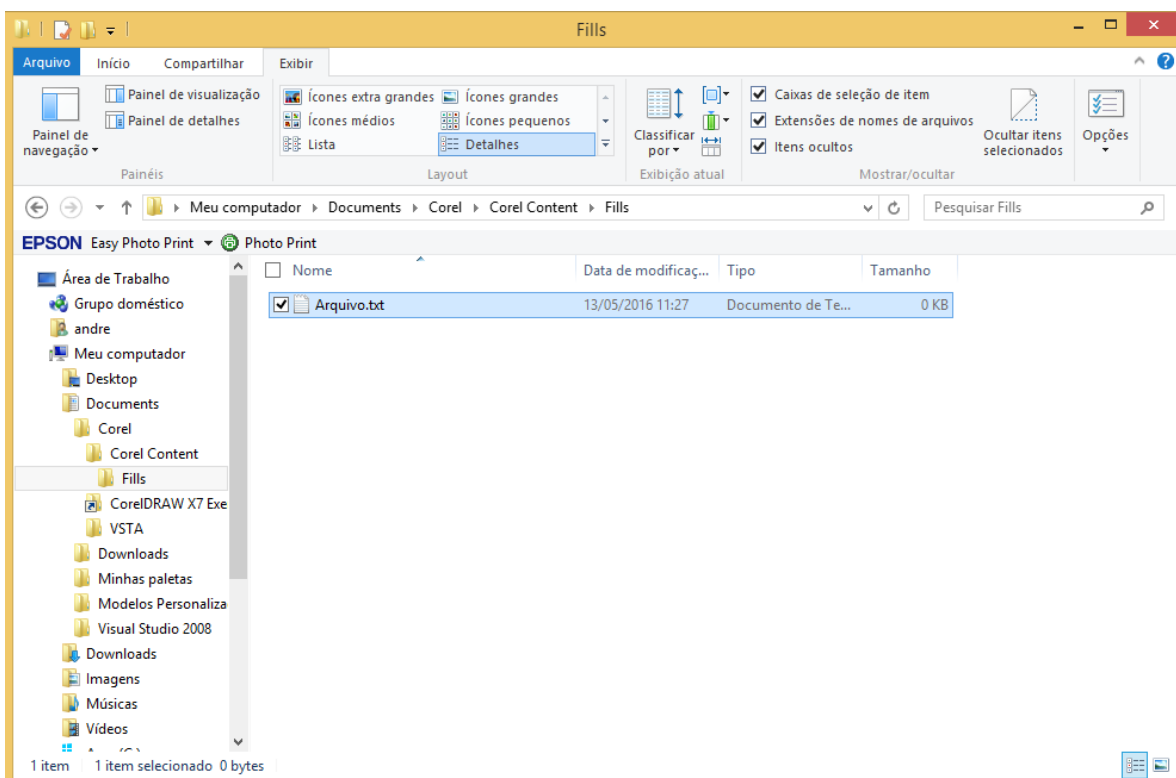 Fills
Arquivo Início Compartilhar Exibir
Painel de navegação
Painel de visualização
Painel de detalhes
Painéis
Ícones extra grandes Ícones grandes
Ícones médios Ícones pequenos
Lista Detalhes
Layout
Classificar por
Exibição atual
Caixas de seleção de item
Extensões de nomes de arquivos
Itens ocultos
Ocultar itens selecionados
Mostrar/ocultar
Opções
Meu computador Documents Corel Corel Content Fills
Pesquisar Fills
EPSON Easy Photo Print Photo Print
Área de Trabalho
Grupo doméstico
andre
Meu computador
Desktop
Documents
Corel
Corel Content
Fills
CorelDRAW X7 Exe
VSTA
Downloads
Minhas paletas
Modelos Personaliza
Visual Studio 2008
Downloads
Imagens
Músicas
Vídeos
Nome Data de modificaç... Tipo Tamanho
Arquivo.txt 13/05/2016 11:27 Documento de Te... 0 KB
1 item 1 item selecionado 0 bytes